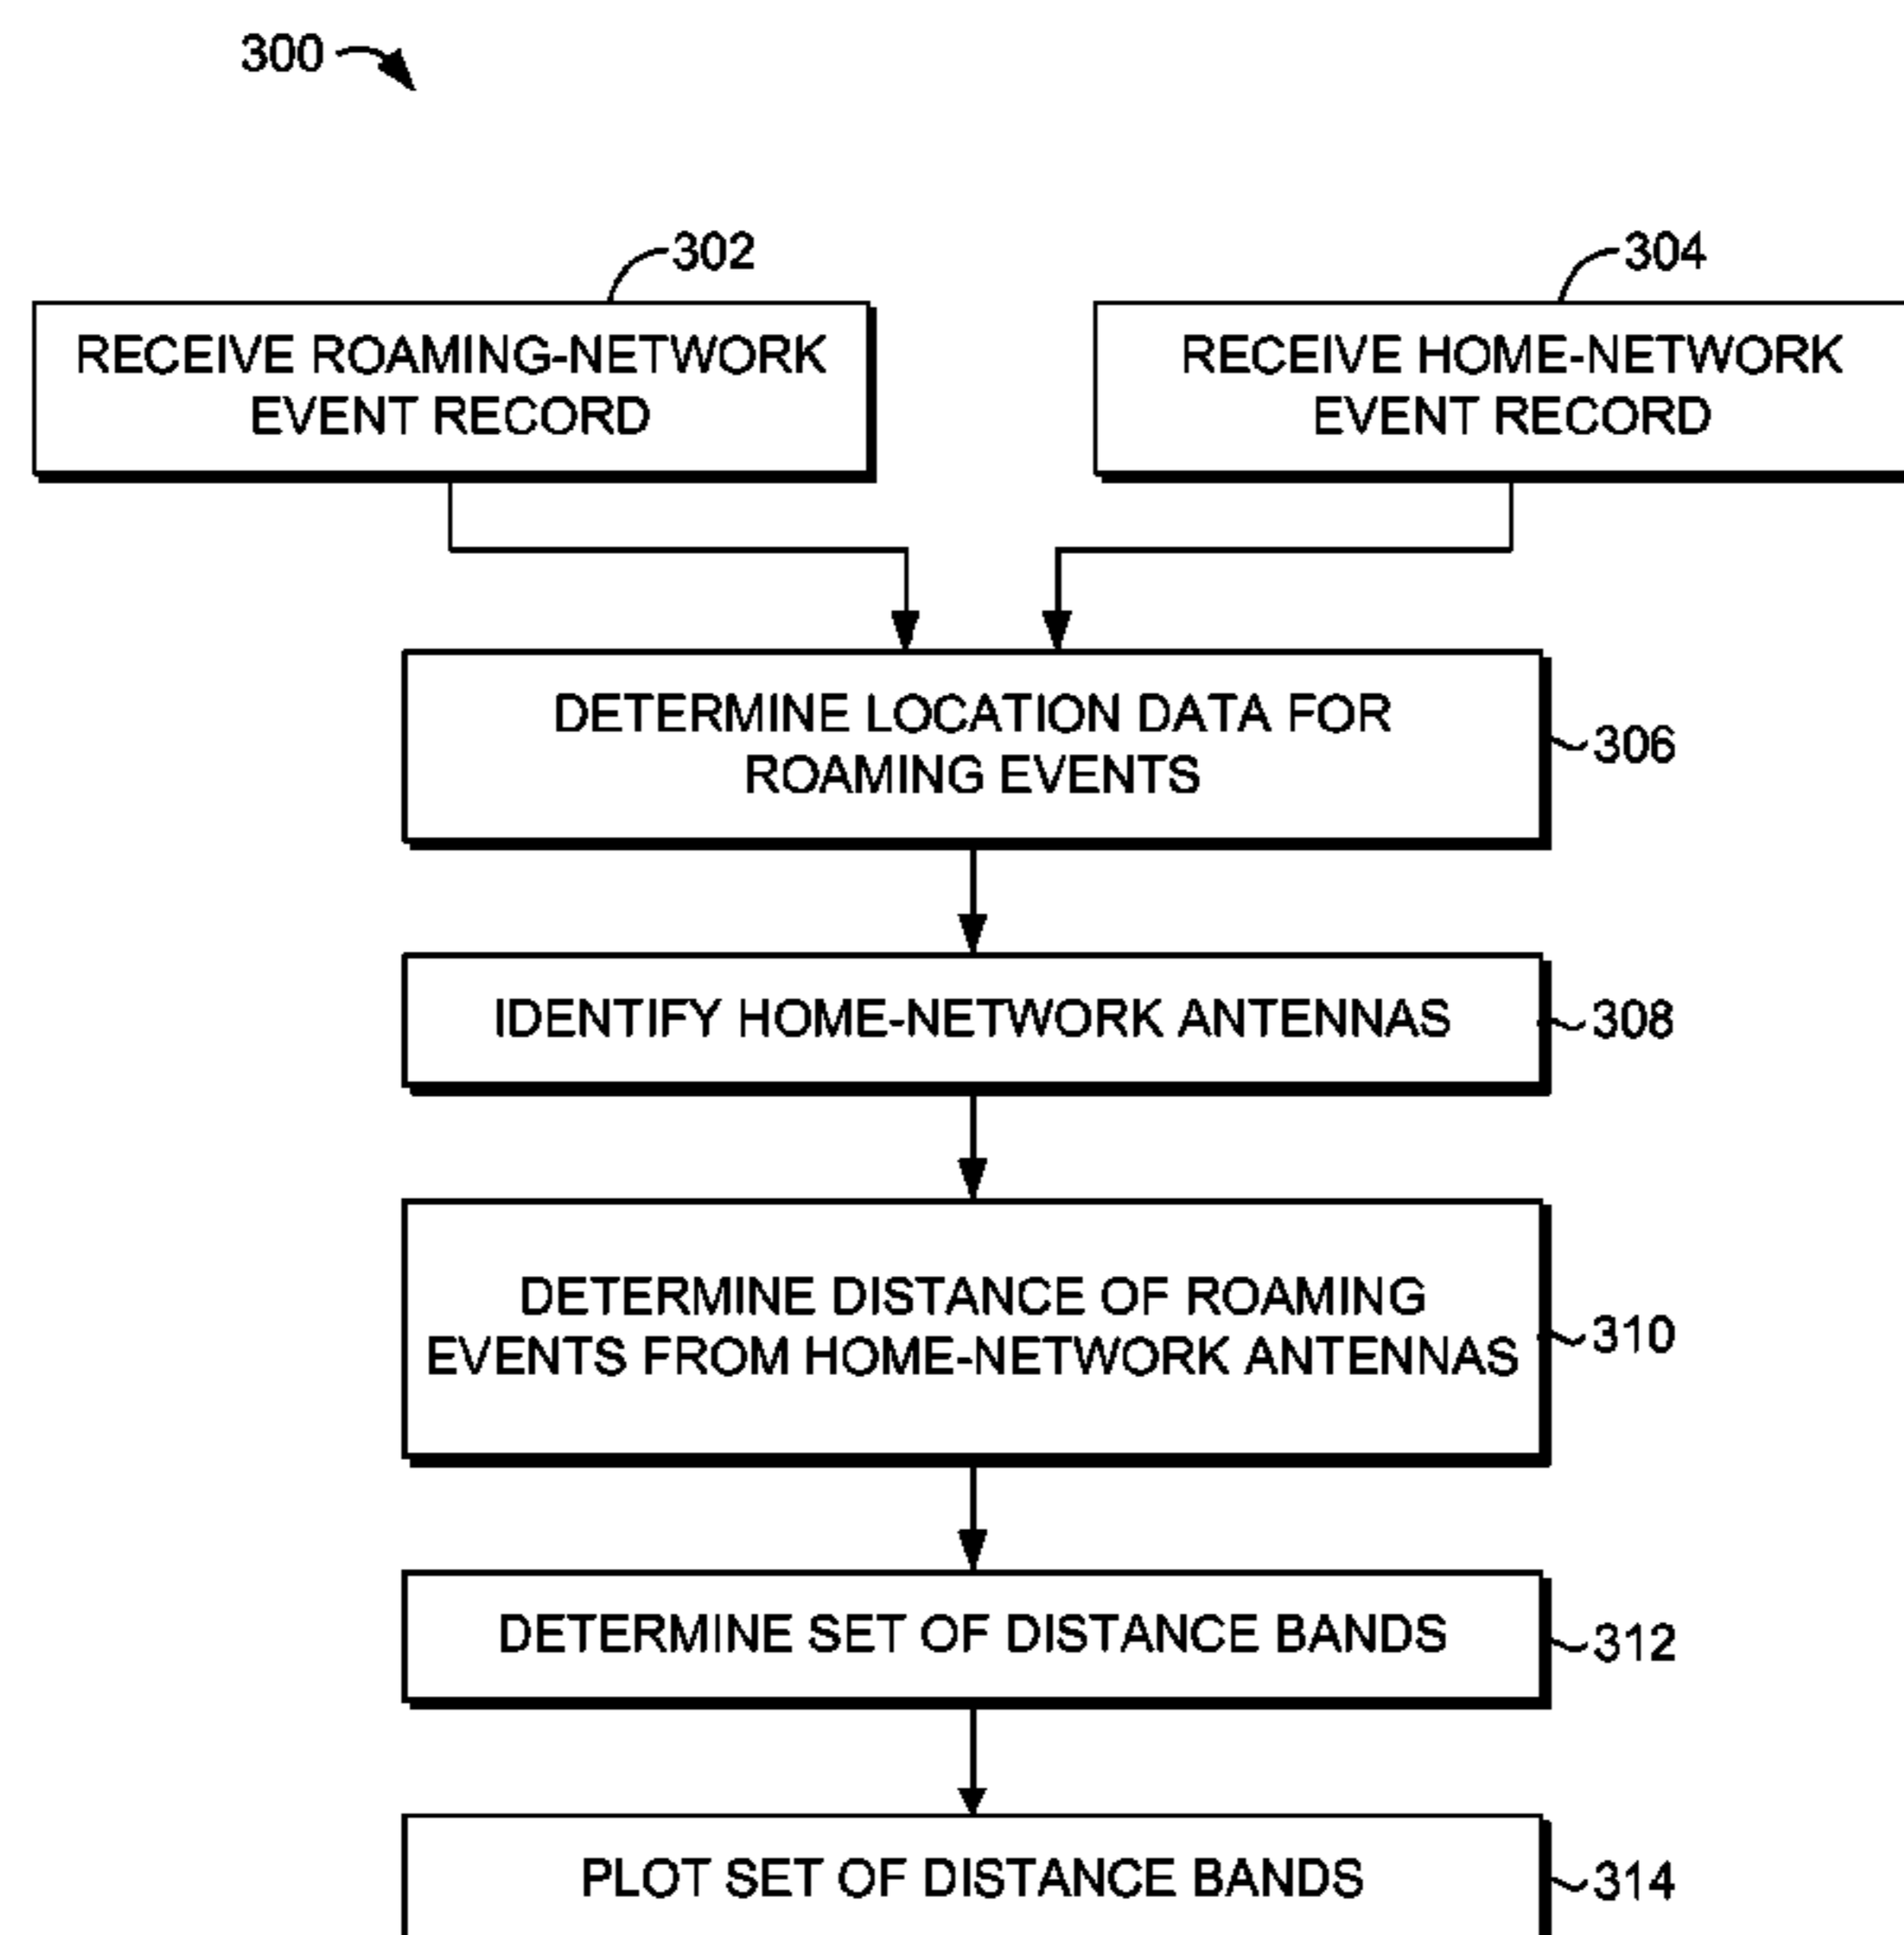 300
302
304
RECEIVE ROAMING-NETWORK
EVENT RECORD
RECEIVE HOME-NETWORK
EVENT RECORD
DETERMINE LOCATION DATA FOR
ROAMING EVENTS
306
IDENTIFY HOME-NETWORK ANTENNAS
308
DETERMINE DISTANCE OF ROAMING
EVENTS FROM HOME-NETWORK ANTENNAS
310
DETERMINE SET OF DISTANCE BANDS
312
PLOT SET OF DISTANCE BANDS
314